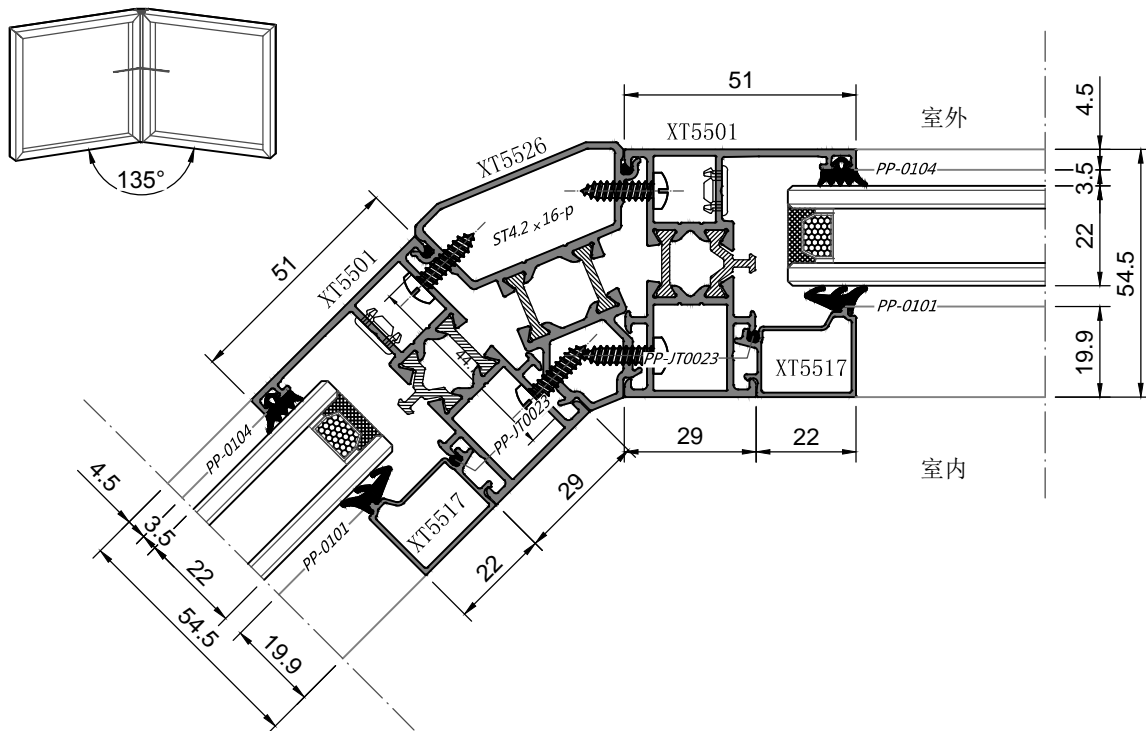 135°
51
XT5501
室外
4.5
XT5526
PP-0104
3.5
ST4.2×16-p
22
54.5
51
XT5501
PP-0101
19.9
PP-JT0023
XT5517
44.
PP-JT0023
29
22
室内
PP-0104
29
4.5
3.5
PP-0101
XT5517
22
22
54.5
19.9